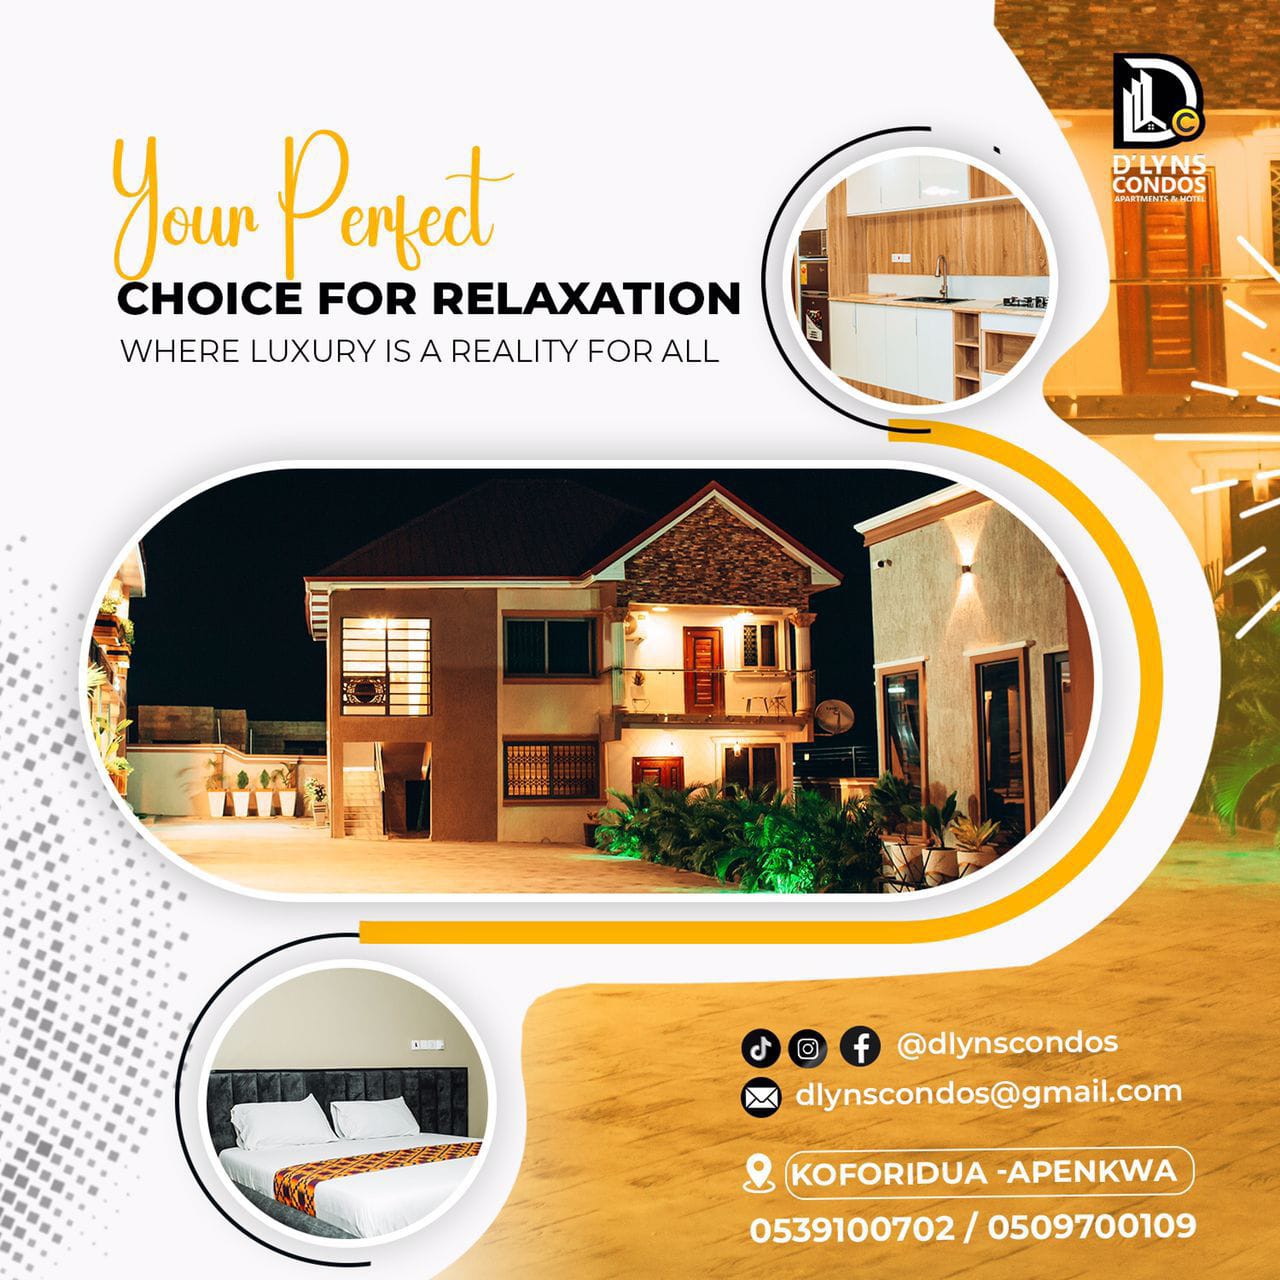 D'LYNS
CONDOS
APARTMENTS & HOTEL
Your Perfect
CHOICE FOR RELAXATION
WHERE LUXURY IS A REALITY FOR ALL
@dlynscondos
dlynscondos@gmail.com
KOFORIDUA -APENKWA
0539100702 / 0509700109